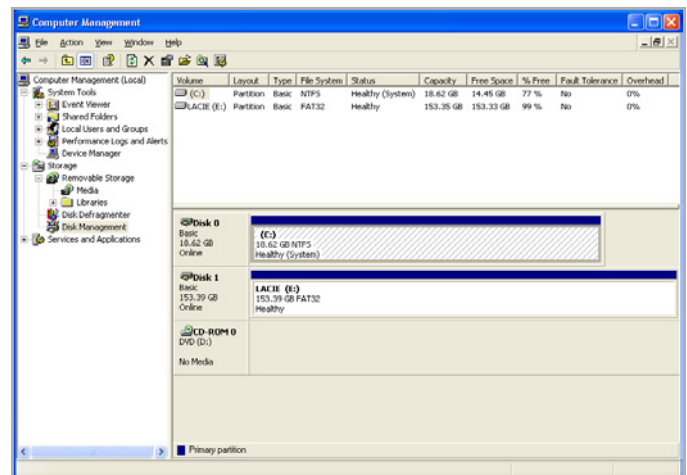 Computer Management
File Action View Window Help
Computer Management (Local)
System Tools
Event Viewer
Shared Folders
Local Users and Groups
Performance Logs and Alerts
Device Manager
Storage
Removable Storage
Media
Libraries
Disk Defragmenter
Disk Management
Services and Applications
Volume Layout Type File System Status Capacity Free Space % Free Fault Tolerance Overhead
(C:) Partition Basic NTFS Healthy (System) 18.62 GB 14.45 GB 77 % No 0%
LACIE (E:) Partition Basic FAT32 Healthy 153.35 GB 153.33 GB 99 % No 0%
Disk 0
Basic
18.62 GB
Online
(C:)
18.62 GB NTFS
Healthy (System)
Disk 1
Basic
153.39 GB
Online
LACIE (E:)
153.39 GB FAT32
Healthy
CD-ROM 0
DVD (D:)
No Media
Primary partition